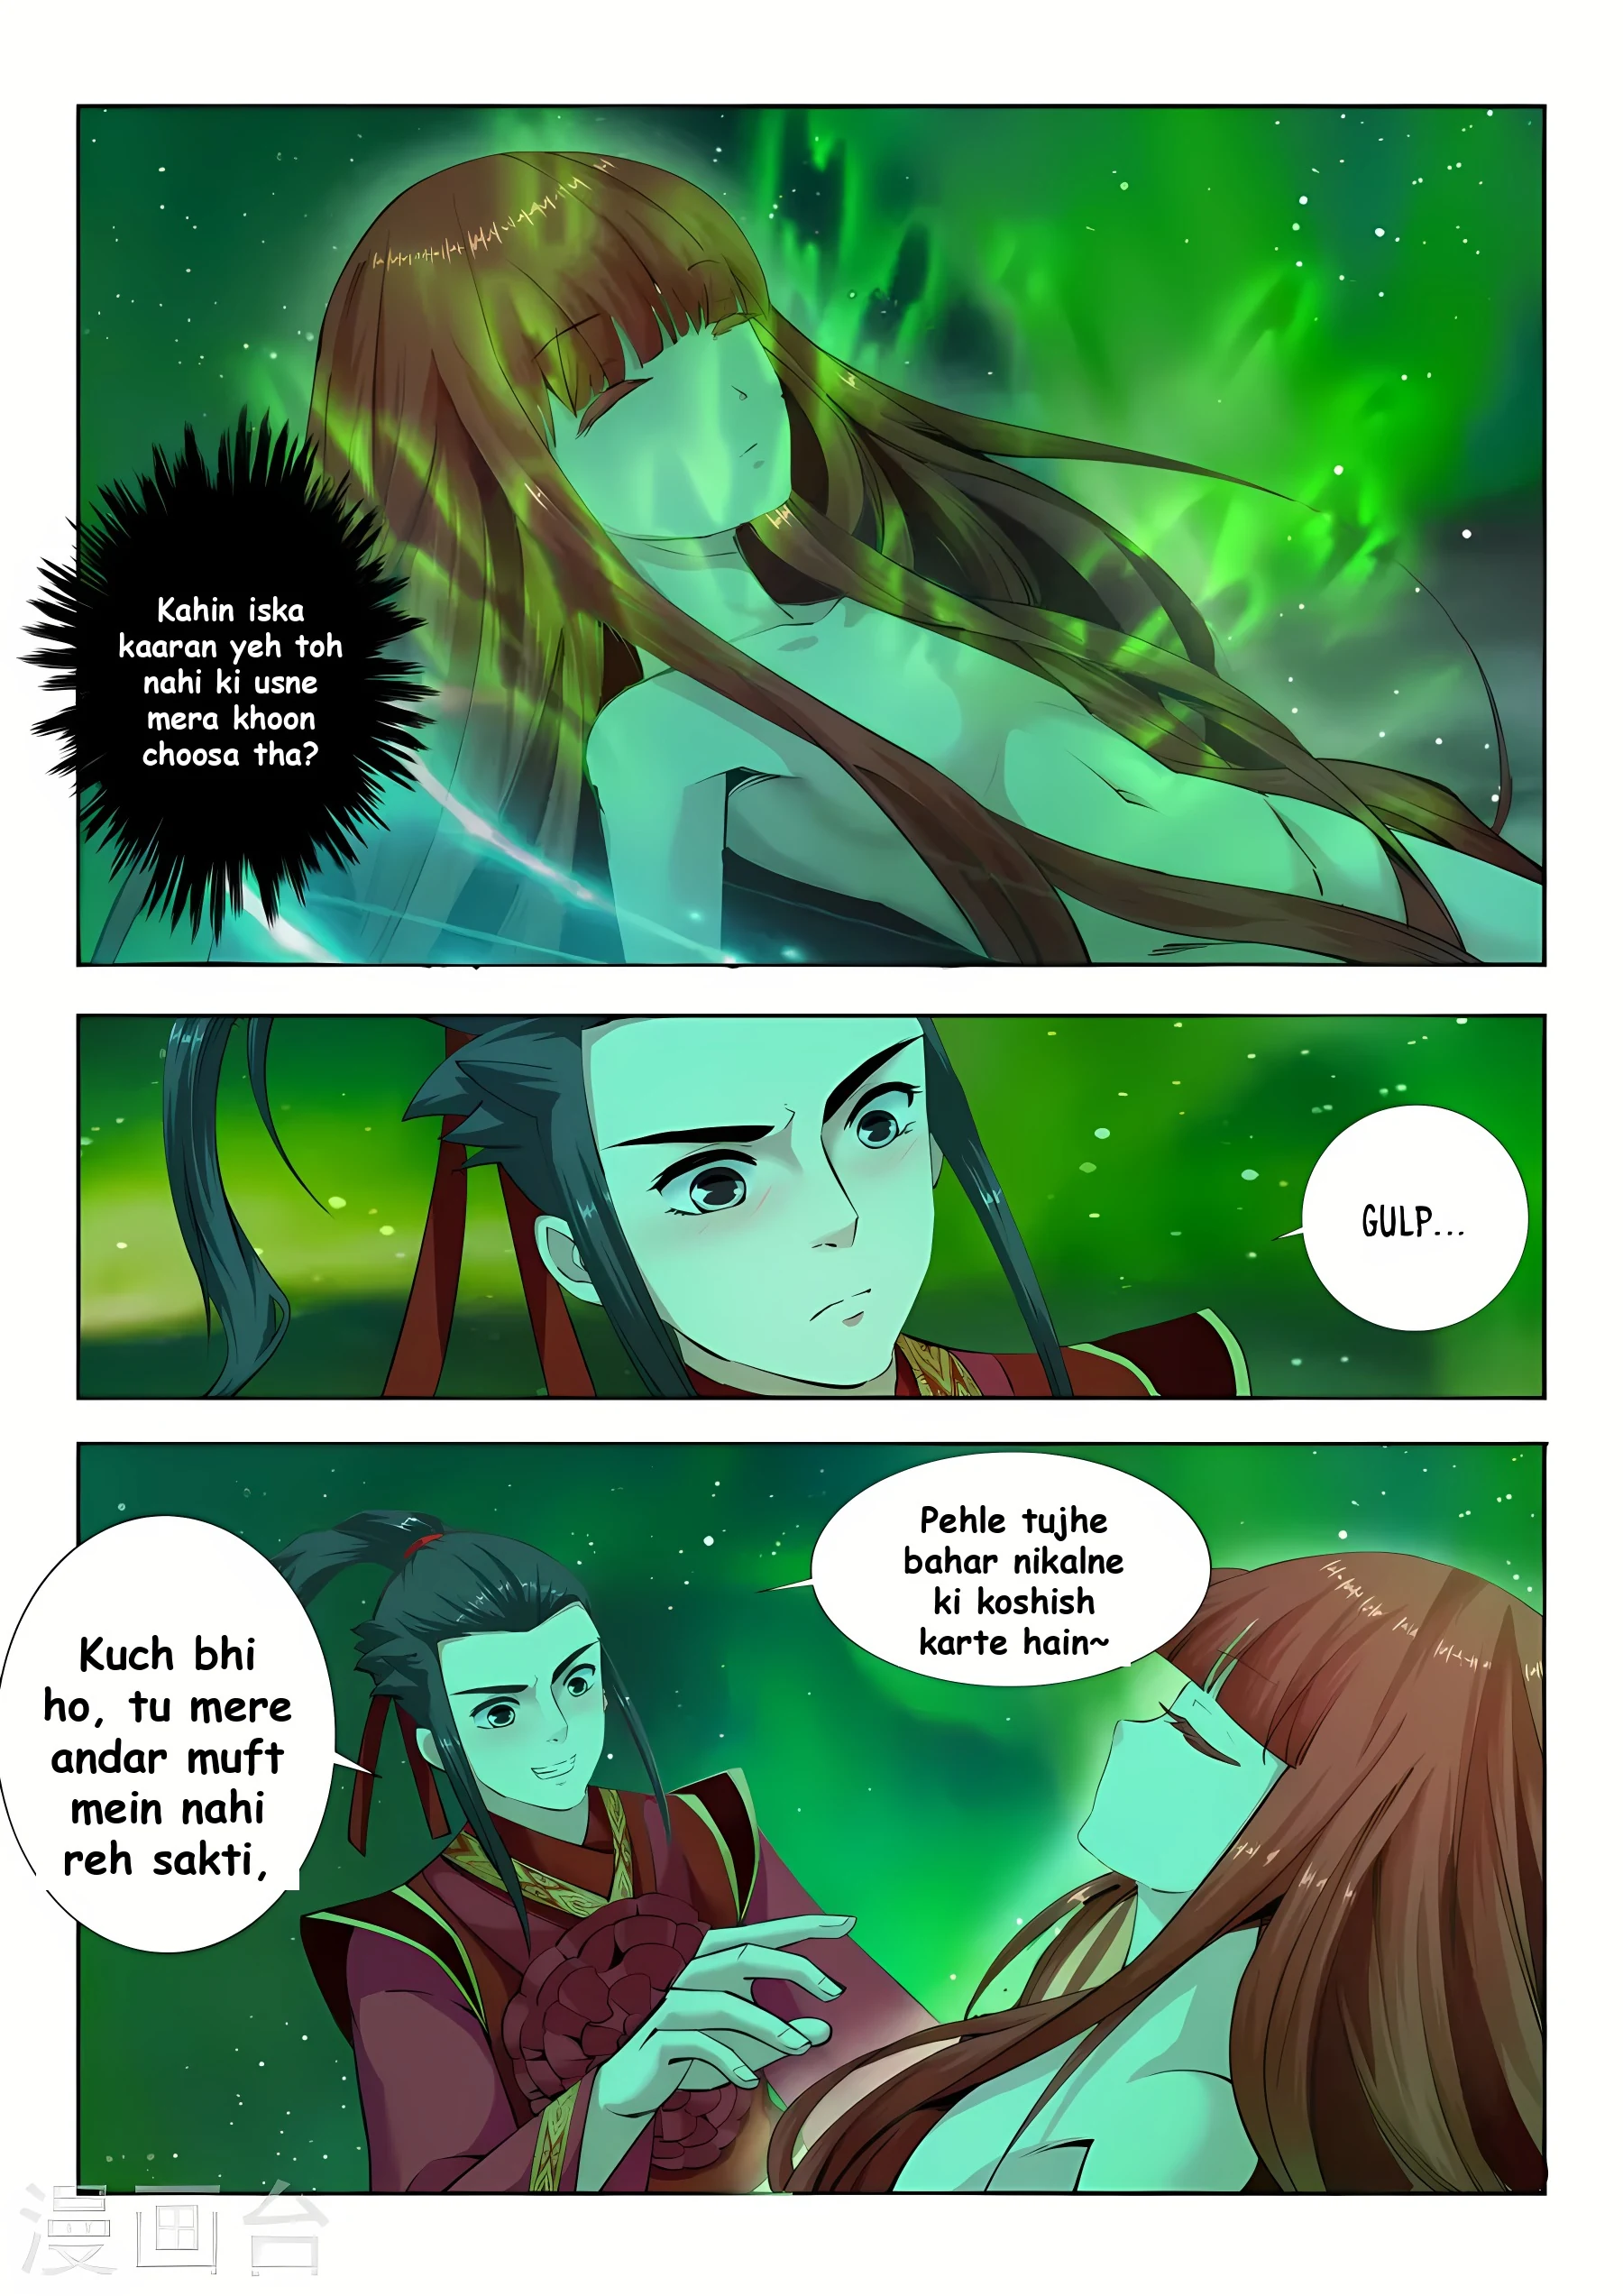 Kahin iska
kaaran yeh toh
nahi ki usne
mera khoon
choosa tha?
GULP...
Pehle tujhe
bahar nikalne
ki koshish
karte hain~
Kuch bhi
ho, tu mere
andar muft
mein nahi
reh sakti,
漫画台